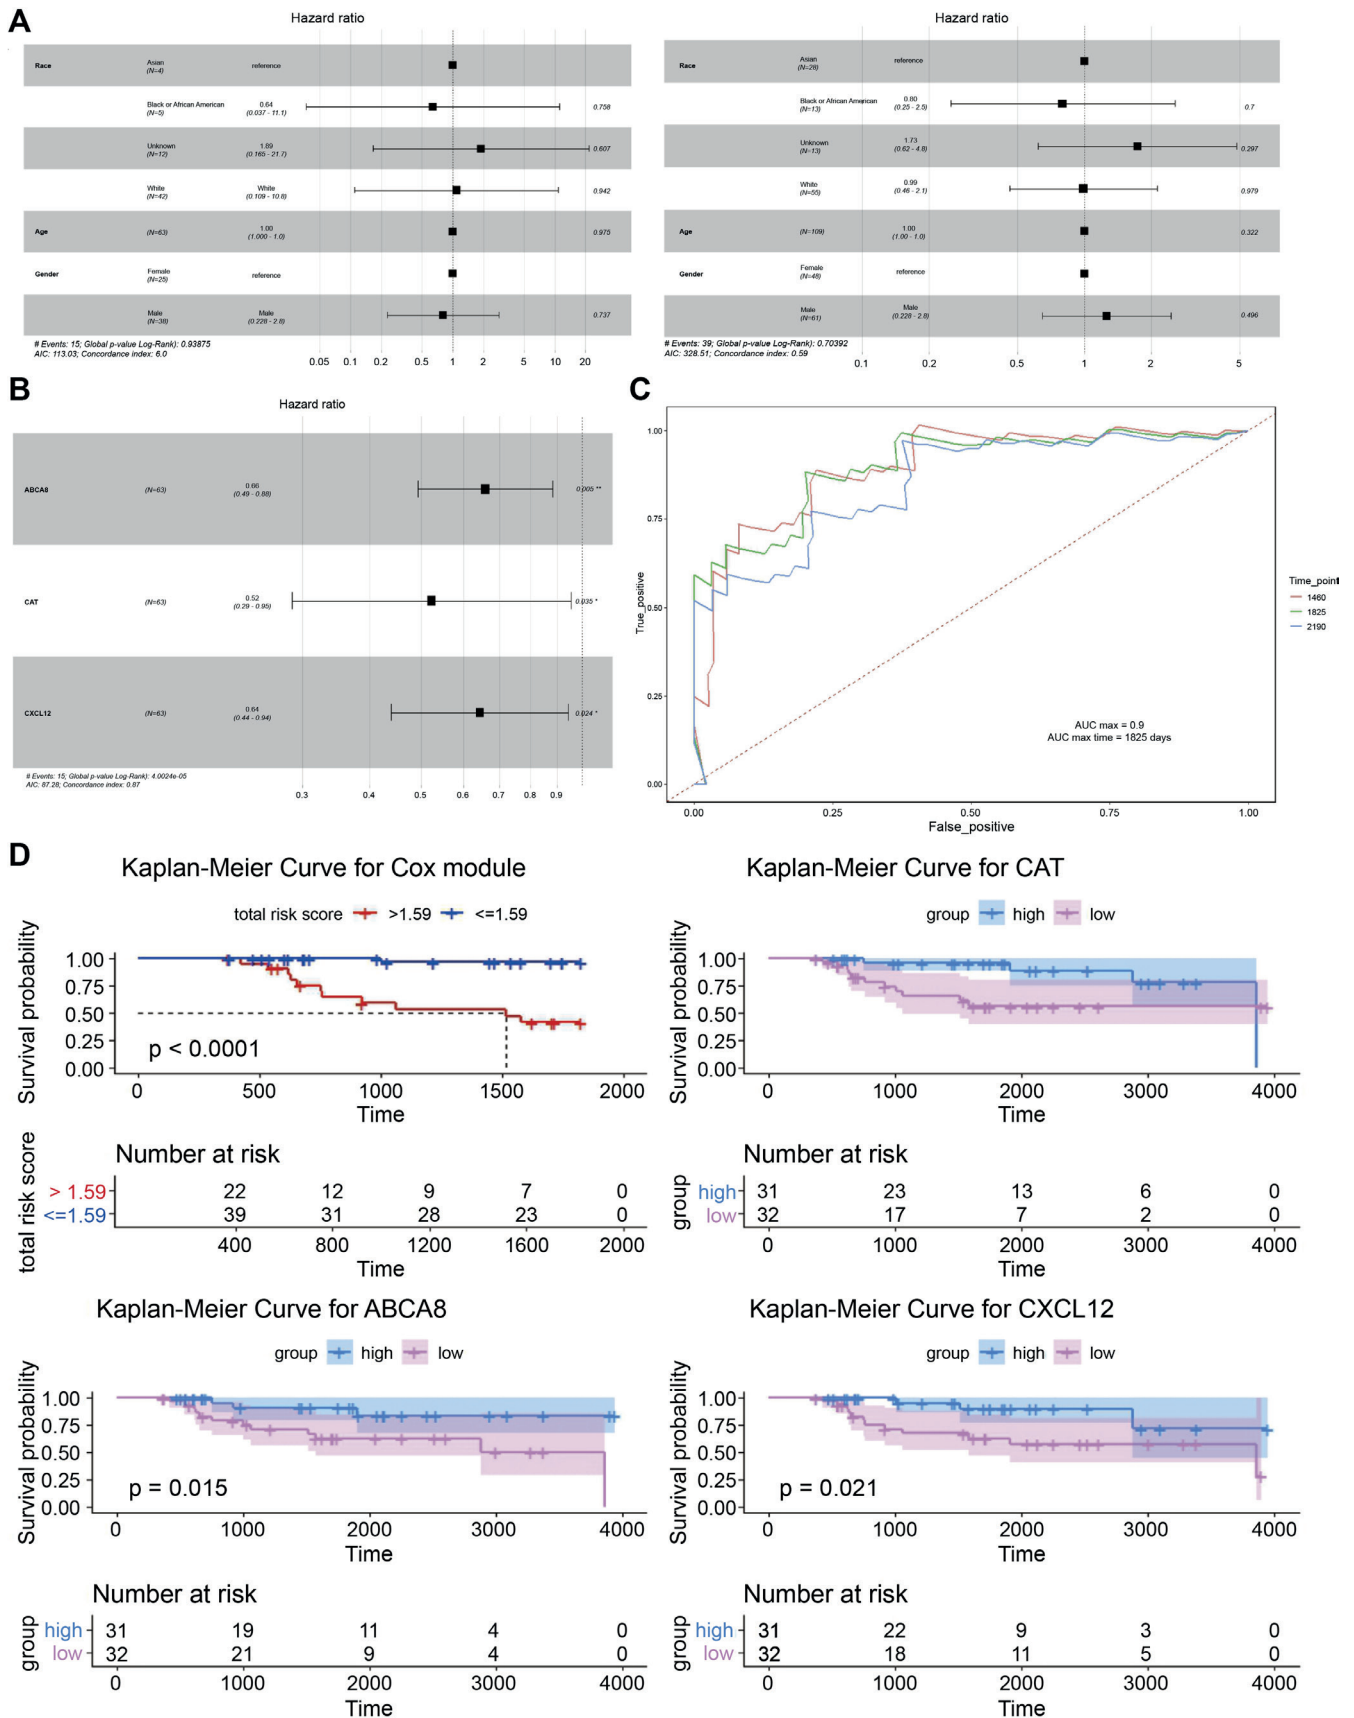 A
Hazard ratio
Race
Asian
(N=4)
reference
Black or African American
(N=5)
0.64
(0.037 - 11.1)
0.758
Unknown
(N=12)
1.89
(0.165 - 21.7)
0.607
White
(N=42)
White
(0.109 - 10.8)
0.942
Age
(N=63)
1.00
(1.000 - 1.0)
0.975
Gender
Female
(N=25)
reference
Male
(N=38)
Male
(0.228 - 2.8)
0.737
# Events: 15; Global p-value Log-Rank): 0.93875
AIC: 113.03; Concordance index: 6.0
0.05 0.1 0.2 0.5 1 2 5 10 20
Hazard ratio
Race
Asian
(N=28)
reference
Black or African American
(N=13)
0.80
(0.25 - 2.5)
0.7
Unknown
(N=13)
1.73
(0.62 - 4.8)
0.297
White
(N=55)
0.99
(0.46 - 2.1)
0.979
Age
(N=109)
1.00
(1.00 - 1.0)
0.322
Gender
Female
(N=48)
reference
Male
(N=61)
Male
(0.228 - 2.8)
0.496
# Events: 39; Global p-value Log-Rank): 0.70392
AIC: 328.51; Concordance index: 0.59
0.1 0.2 0.5 1 2 5
B
Hazard ratio
ABCA8
(N=63)
0.66
(0.49 - 0.88)
0.005 **
CAT
(N=63)
0.52
(0.29 - 0.95)
0.035 *
CXCL12
(N=63)
0.64
(0.44 - 0.94)
0.024 *
# Events: 15; Global p-value Log-Rank): 4.0024e-05
AIC: 87.28; Concordance index: 0.87
0.3 0.4 0.5 0.6 0.7 0.8 0.9
C
True_positive
1.00
0.75
0.50
0.25
0.00
AUC max = 0.9
AUC max time = 1825 days
0.00 0.25 0.50 0.75 1.00
False_positive
Time_point
1460
1825
2190
D
Kaplan-Meier Curve for Cox module
total risk score >1.59 <=1.59
Survival probability
1.00
0.75
0.50
0.25
0.00
p < 0.0001
0 500 1000 1500 2000
Time
Number at risk
total risk score
> 1.59 22 12 9 7 0
<=1.59 39 31 28 23 0
400 800 1200 1600 2000
Time
Kaplan-Meier Curve for CAT
group high low
Survival probability
1.00
0.75
0.50
0.25
0.00
0 1000 2000 3000 4000
Time
Number at risk
group
high 31 23 13 6 0
low 32 17 7 2 0
0 1000 2000 3000 4000
Time
Kaplan-Meier Curve for ABCA8
group high low
Survival probability
1.00
0.75
0.50
0.25
0.00
p = 0.015
0 1000 2000 3000 4000
Time
Number at risk
group
high 31 19 11 4 0
low 32 21 9 4 0
0 1000 2000 3000 4000
Time
Kaplan-Meier Curve for CXCL12
group high low
Survival probability
1.00
0.75
0.50
0.25
0.00
p = 0.021
0 1000 2000 3000 4000
Time
Number at risk
group
high 31 22 9 3 0
low 32 18 11 5 0
0 1000 2000 3000 4000
Time